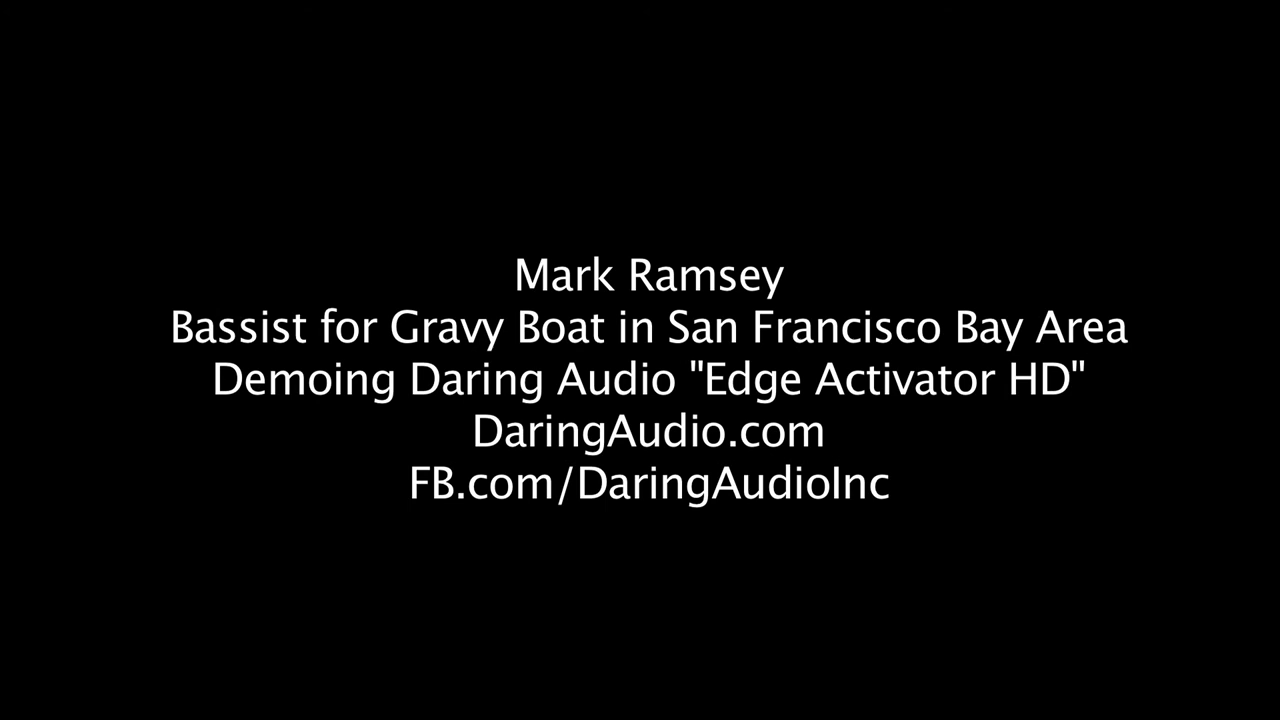 Mark Ramsey
Bassist for Gravy Boat in San Francisco Bay Area
Demoing Daring Audio "Edge Activator HD"
DaringAudio.com
FB.com/DaringAudioInc